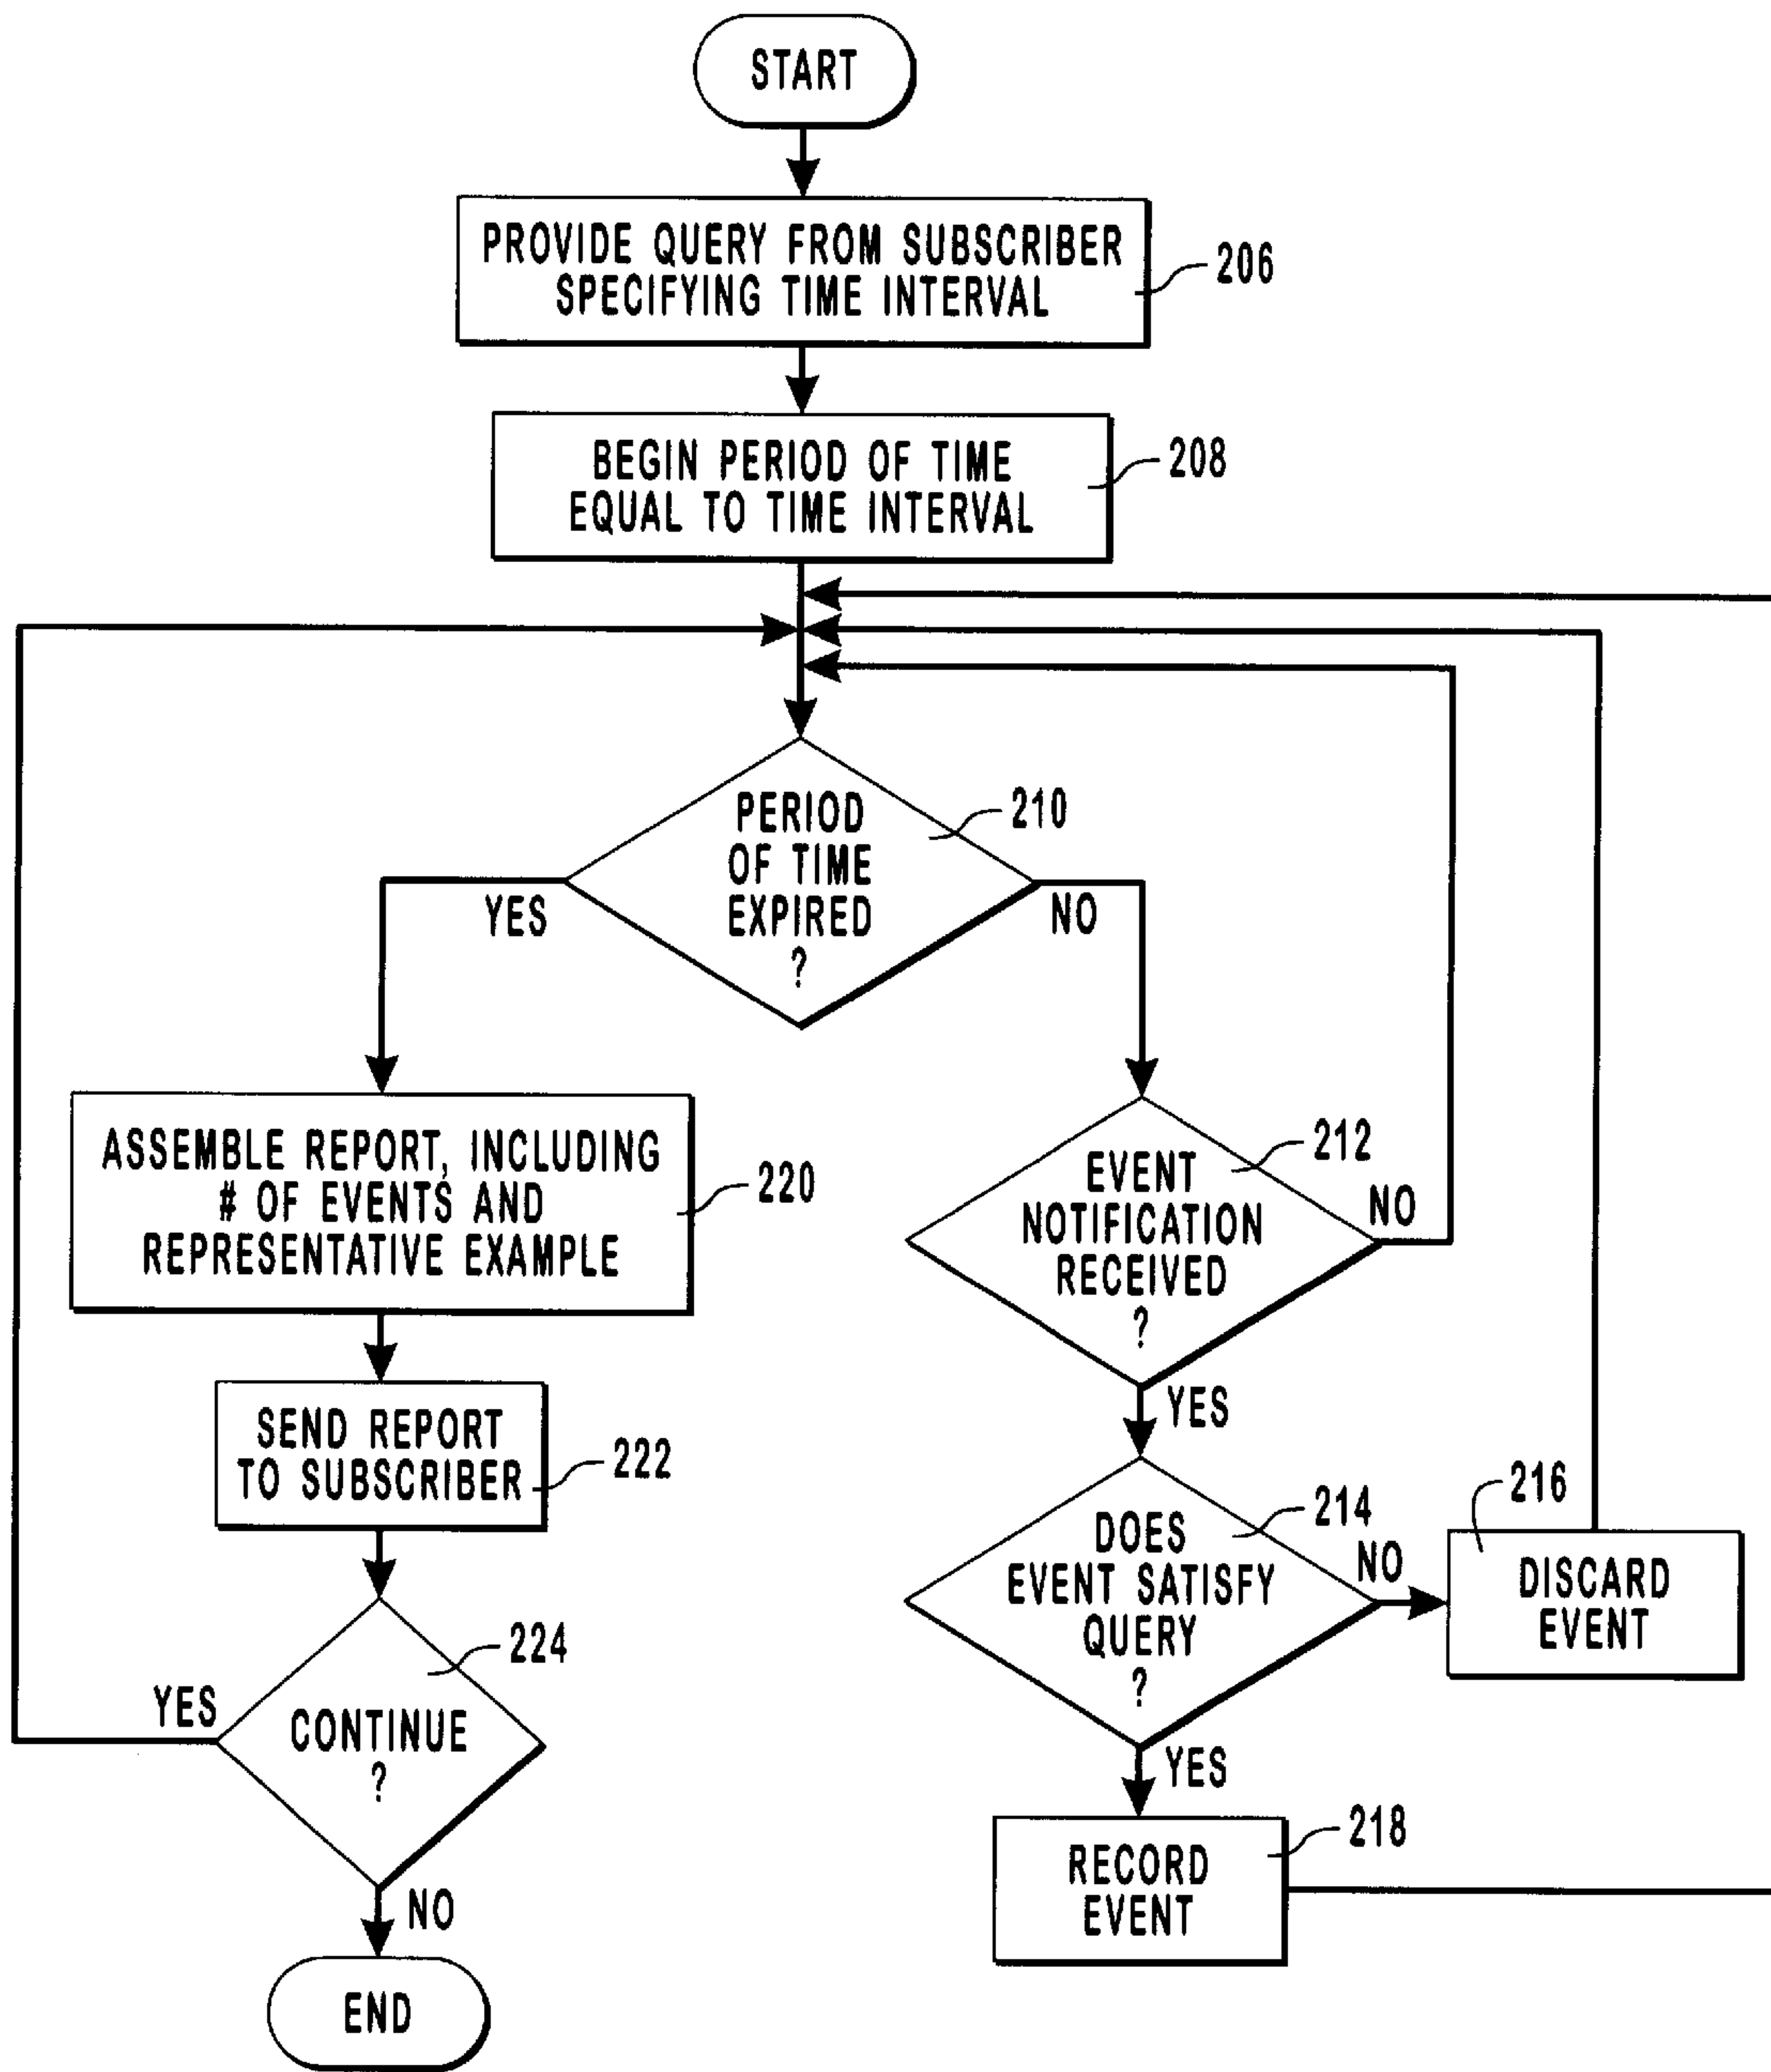 START
PROVIDE QUERY FROM SUBSCRIBER
SPECIFYING TIME INTERVAL
206
BEGIN PERIOD OF TIME
EQUAL TO TIME INTERVAL
208
PERIOD
OF TIME
EXPIRED
?
210
YES
NO
ASSEMBLE REPORT, INCLUDING
# OF EVENTS AND
REPRESENTATIVE EXAMPLE
220
EVENT
NOTIFICATION
RECEIVED
?
212
NO
YES
SEND REPORT
TO SUBSCRIBER
222
DOES
EVENT SATISFY
QUERY
?
214
NO
216
DISCARD
EVENT
YES
CONTINUE
?
224
YES
NO
RECORD
EVENT
218
END